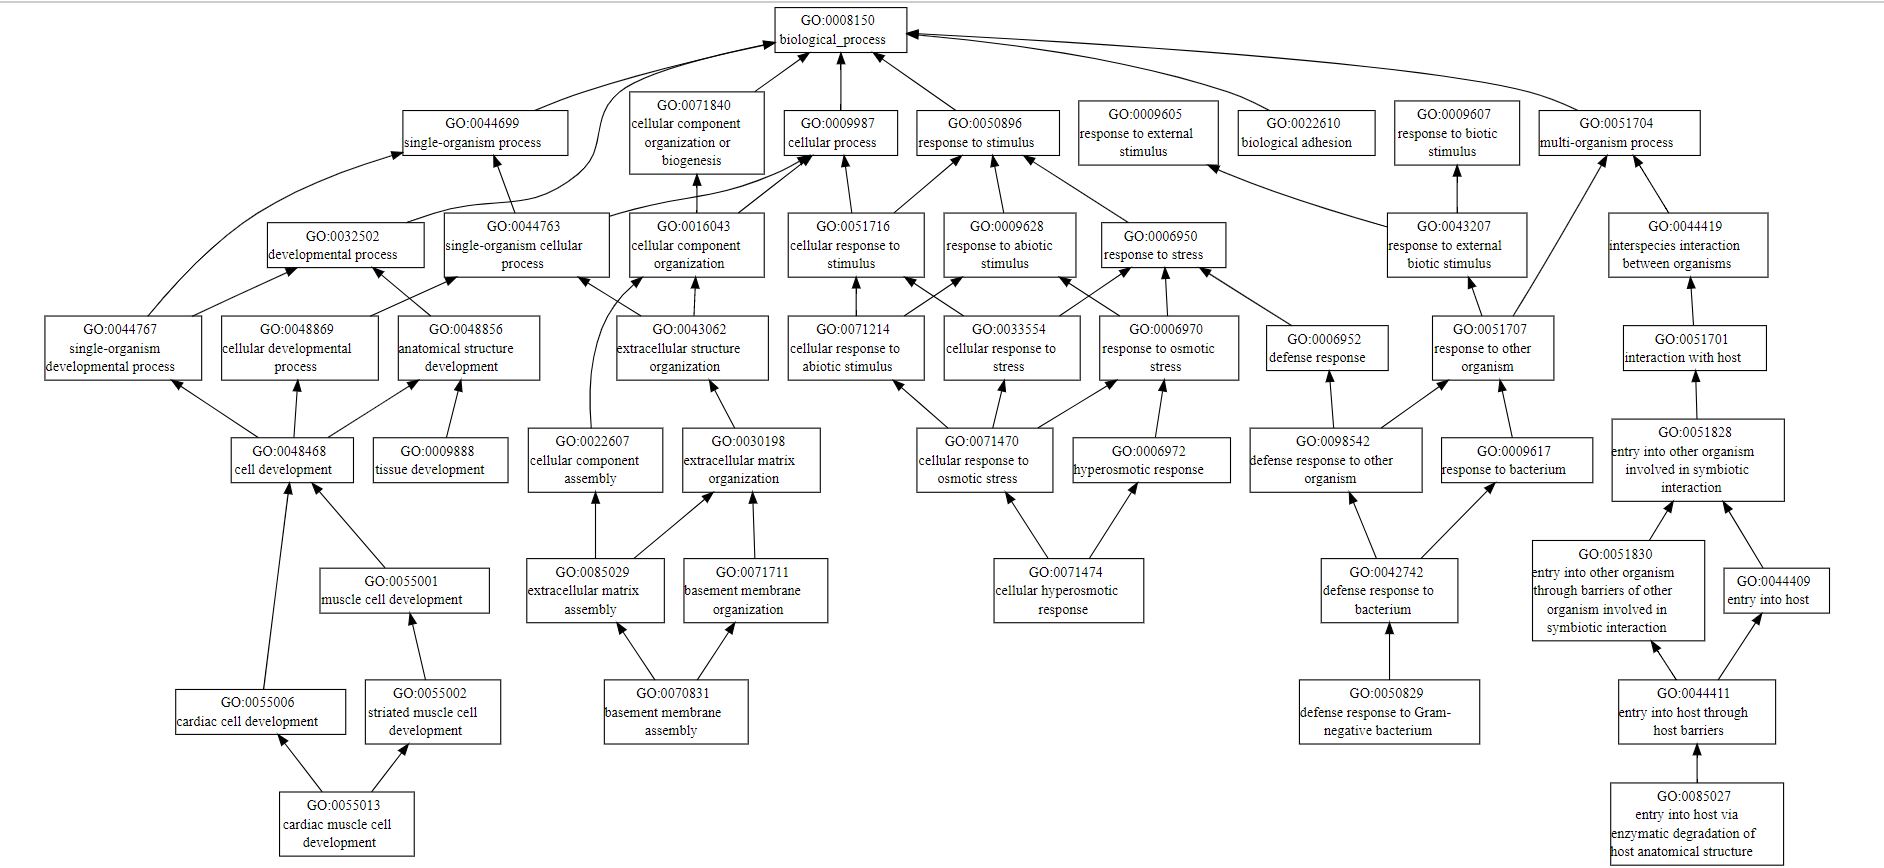 GO:0008150
biological_process
GO:0044699
single-organism process
GO:0071840
cellular component
organization or
biogenesis
GO:0009987
cellular process
GO:0050896
response to stimulus
GO:0009605
response to external
stimulus
GO:0022610
biological adhesion
GO:0009607
response to biotic
stimulus
GO:0051704
multi-organism process
GO:0032502
developmental process
GO:0044763
single-organism cellular
process
GO:0016043
cellular component
organization
GO:0051716
cellular response to
stimulus
GO:0009628
response to abiotic
stimulus
GO:0006950
response to stress
GO:0043207
response to external
biotic stimulus
GO:0044419
interspecies interaction
between organisms
GO:0044767
single-organism
developmental process
GO:0048869
cellular developmental
process
GO:0048856
anatomical structure
development
GO:0043062
extracellular structure
organization
GO:0071214
cellular response to
abiotic stimulus
GO:0033554
cellular response to
stress
GO:0006970
response to osmotic
stress
GO:0006952
defense response
GO:0051707
response to other
organism
GO:0051701
interaction with host
GO:0048468
cell development
GO:0009888
tissue development
GO:0022607
cellular component
assembly
GO:0030198
extracellular matrix
organization
GO:0071470
cellular response to
osmotic stress
GO:0006972
hyperosmotic response
GO:0098542
defense response to other
organism
GO:0009617
response to bacterium
GO:0051828
entry into other organism
involved in symbiotic
interaction
GO:0055001
muscle cell development
GO:0085029
extracellular matrix
assembly
GO:0071711
basement membrane
organization
GO:0071474
cellular hyperosmotic
response
GO:0042742
defense response to
bacterium
GO:0051830
entry into other organism
through barriers of other
organism involved in
symbiotic interaction
GO:0044409
entry into host
GO:0055006
cardiac cell development
GO:0055002
striated muscle cell
development
GO:0070831
basement membrane
assembly
GO:0050829
defense response to Gram-
negative bacterium
GO:0044411
entry into host through
host barriers
GO:0055013
cardiac muscle cell
development
GO:0085027
entry into host via
enzymatic degradation of
host anatomical structure